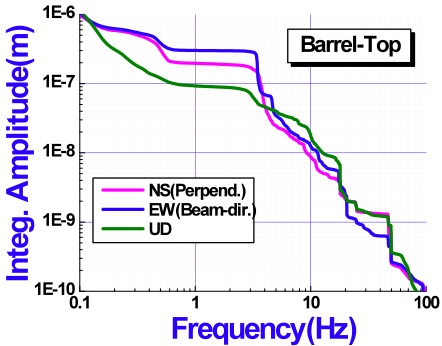 Integ. Amplitude(m)
1E-6
1E-7
1E-8
1E-9
1E-10
Barrel-Top
NS(Perpend.)
EW(Beam-dir.)
UD
0.1 1 10 100
Frequency(Hz)